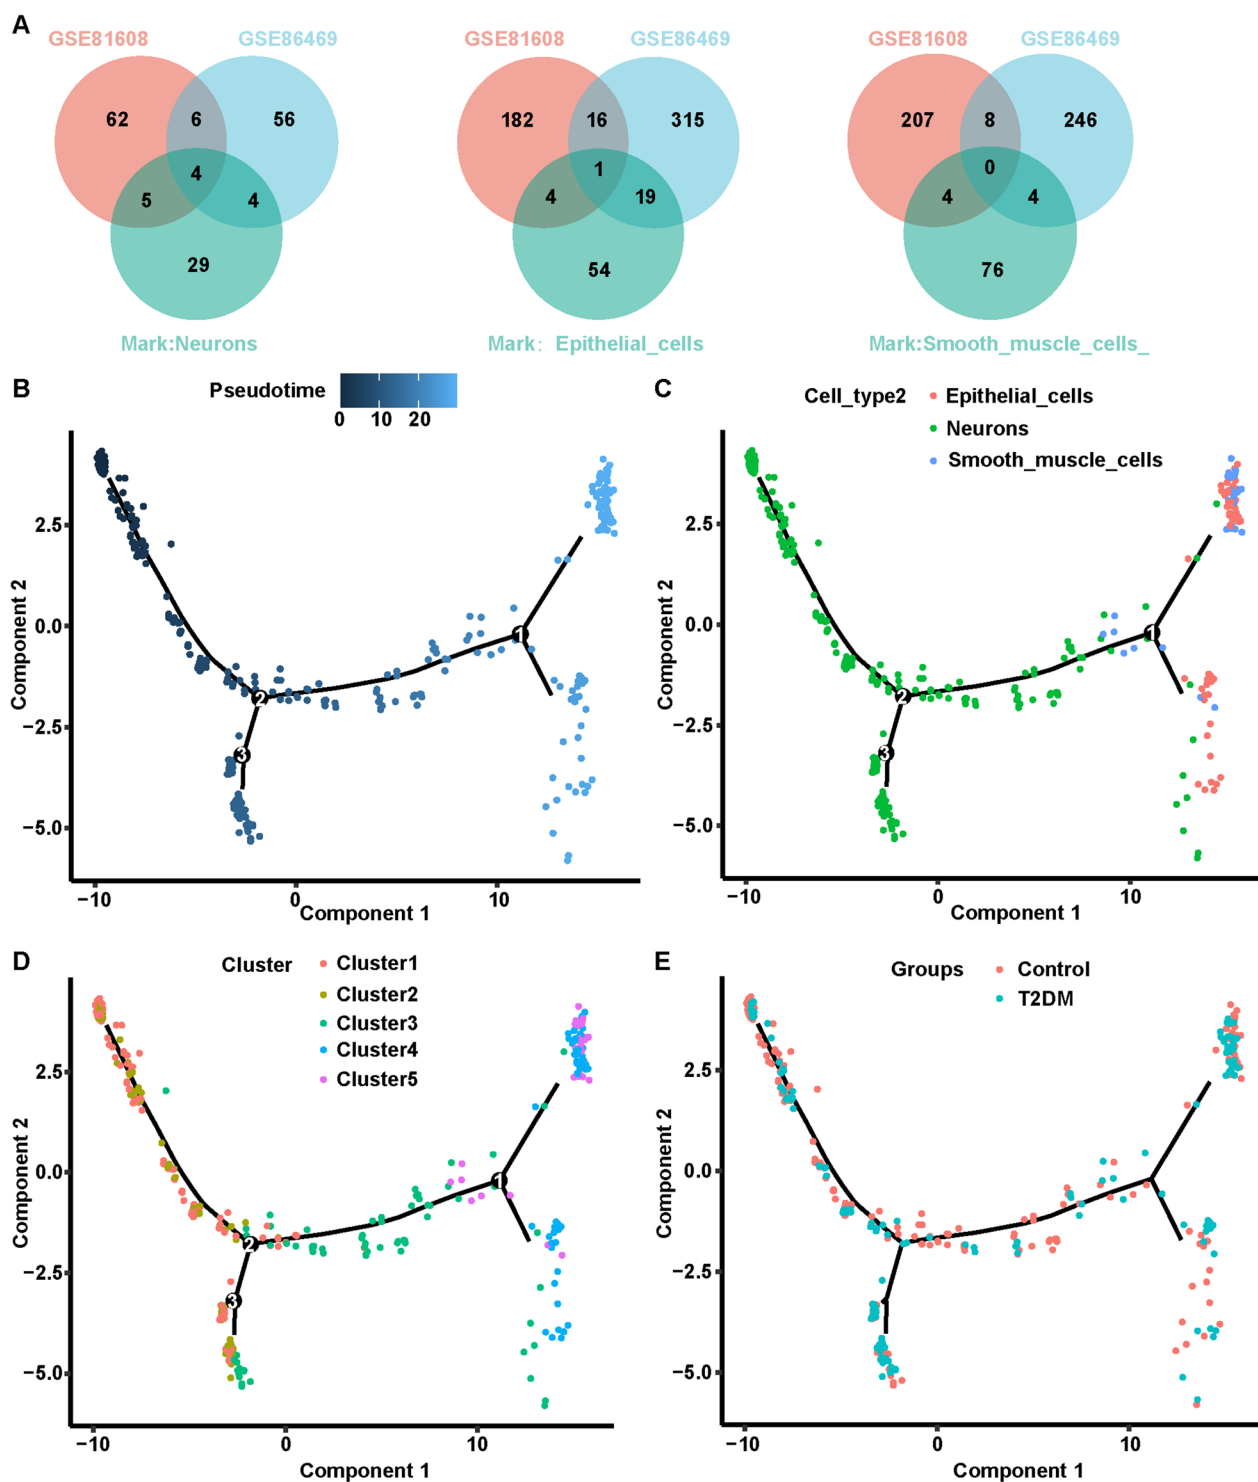 A
GSE81608 GSE86469 GSE81608 GSE86469 GSE81608 GSE86469
62 6 56 182 16 315 207 8 246
4 1 0
5 4 4 19 4 4
29 54 76
Mark:Neurons Mark: Epithelial_cells Mark:Smooth_muscle_cells_
B
Pseudotime
0 10 20
Component 2
2.5
0.0
−2.5
−5.0
1
2
3
−10 0 10
Component 1
C
Cell_type2
Epithelial_cells
Neurons
Smooth_muscle_cells
Component 2
2.5
0.0
−2.5
−5.0
1
2
3
−10 0 10
Component 1
D
Cluster
Cluster1
Cluster2
Cluster3
Cluster4
Cluster5
Component 2
2.5
0.0
−2.5
−5.0
1
2
3
−10 0 10
Component 1
E
Groups
Control
T2DM
Component 2
2.5
0.0
−2.5
−5.0
−10 0 10
Component 1